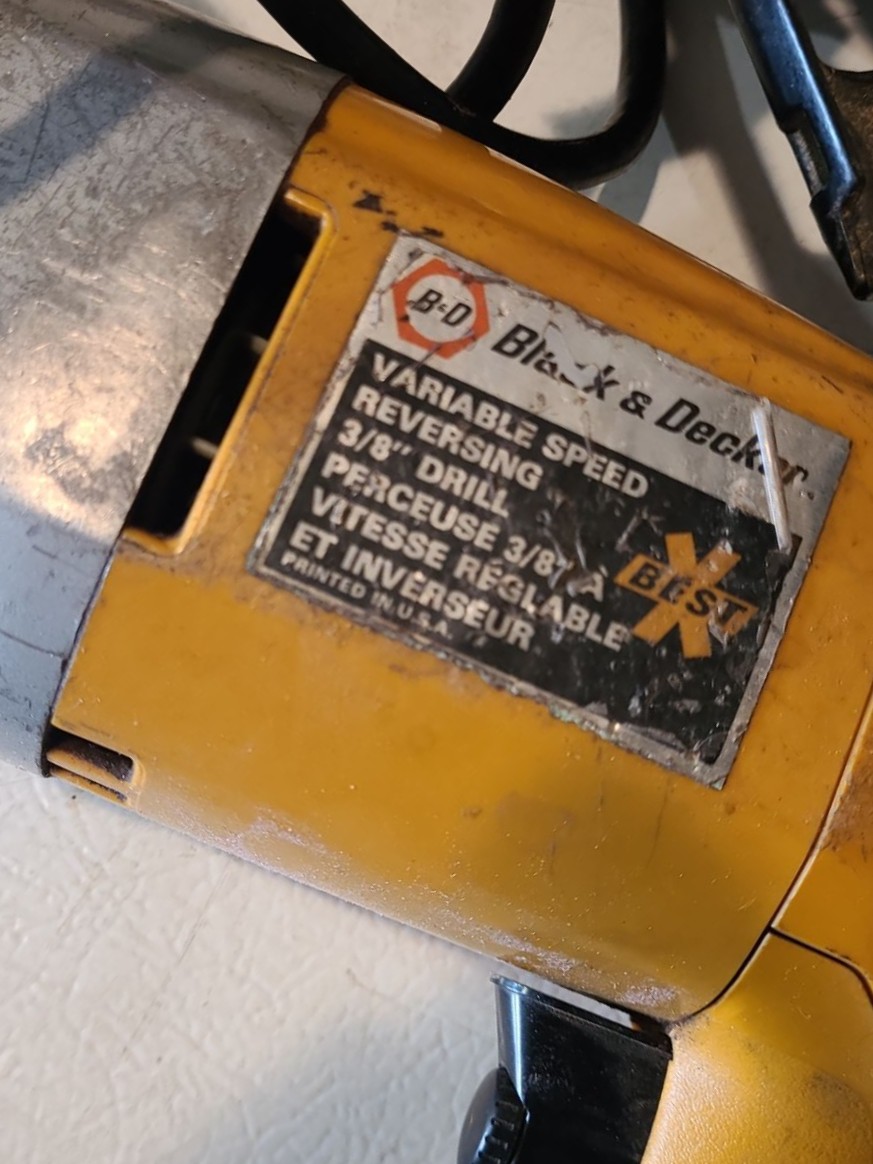 B&D Black & Decker
VARIABLE SPEED
REVERSING
3/8" DRILL
PERCEUSE 3/8" À
VITESSE RÉGLABLE
ET INVERSEUR
PRINTED IN U.S.A.
BEST